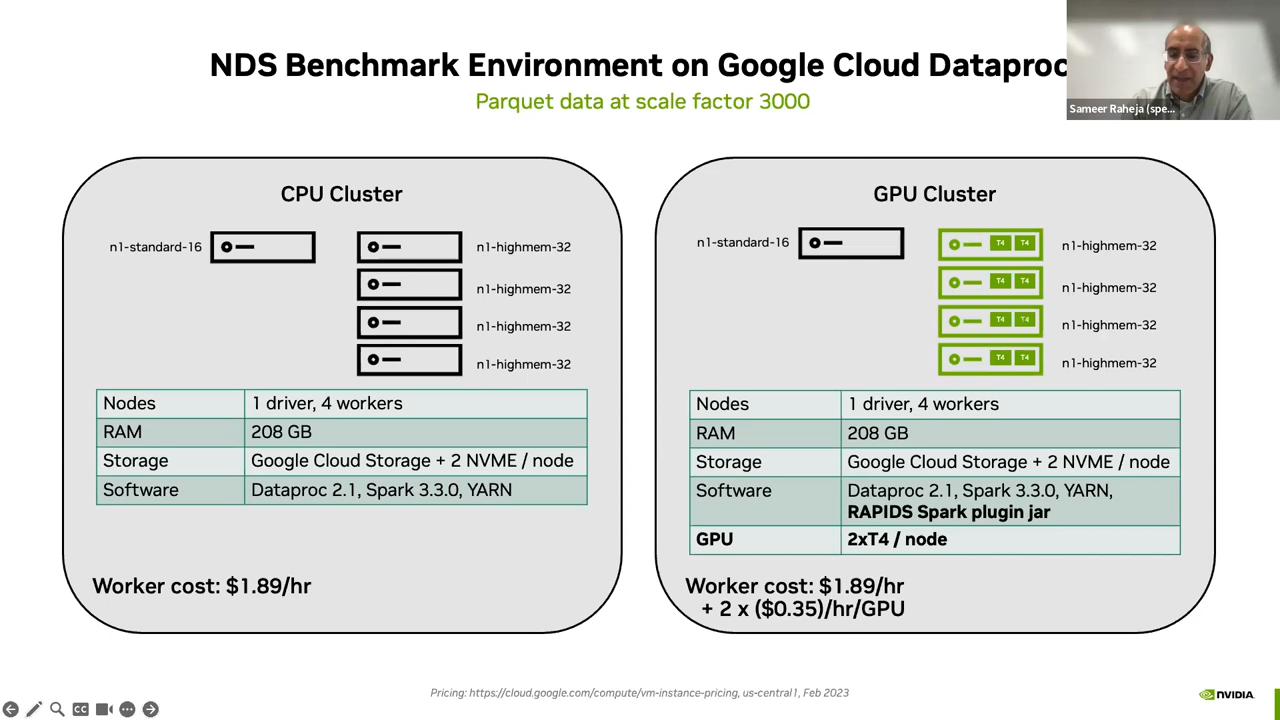 NDS Benchmark Environment on Google Cloud Dataproc
Parquet data at scale factor 3000
Sameer Raheja (spe...
CPU Cluster
n1-standard-16
n1-highmem-32
n1-highmem-32
n1-highmem-32
n1-highmem-32
Nodes 1 driver, 4 workers
RAM 208 GB
Storage Google Cloud Storage + 2 NVME / node
Software Dataproc 2.1, Spark 3.3.0, YARN
Worker cost: $1.89/hr
GPU Cluster
n1-standard-16
T4 T4 n1-highmem-32
T4 T4 n1-highmem-32
T4 T4 n1-highmem-32
T4 T4 n1-highmem-32
Nodes 1 driver, 4 workers
RAM 208 GB
Storage Google Cloud Storage + 2 NVME / node
Software Dataproc 2.1, Spark 3.3.0, YARN,
RAPIDS Spark plugin jar
GPU 2xT4 / node
Worker cost: $1.89/hr
+ 2 x ($0.35)/hr/GPU
Pricing: https://cloud.google.com/compute/vm-instance-pricing, us-central1, Feb 2023
CC
NVIDIA.